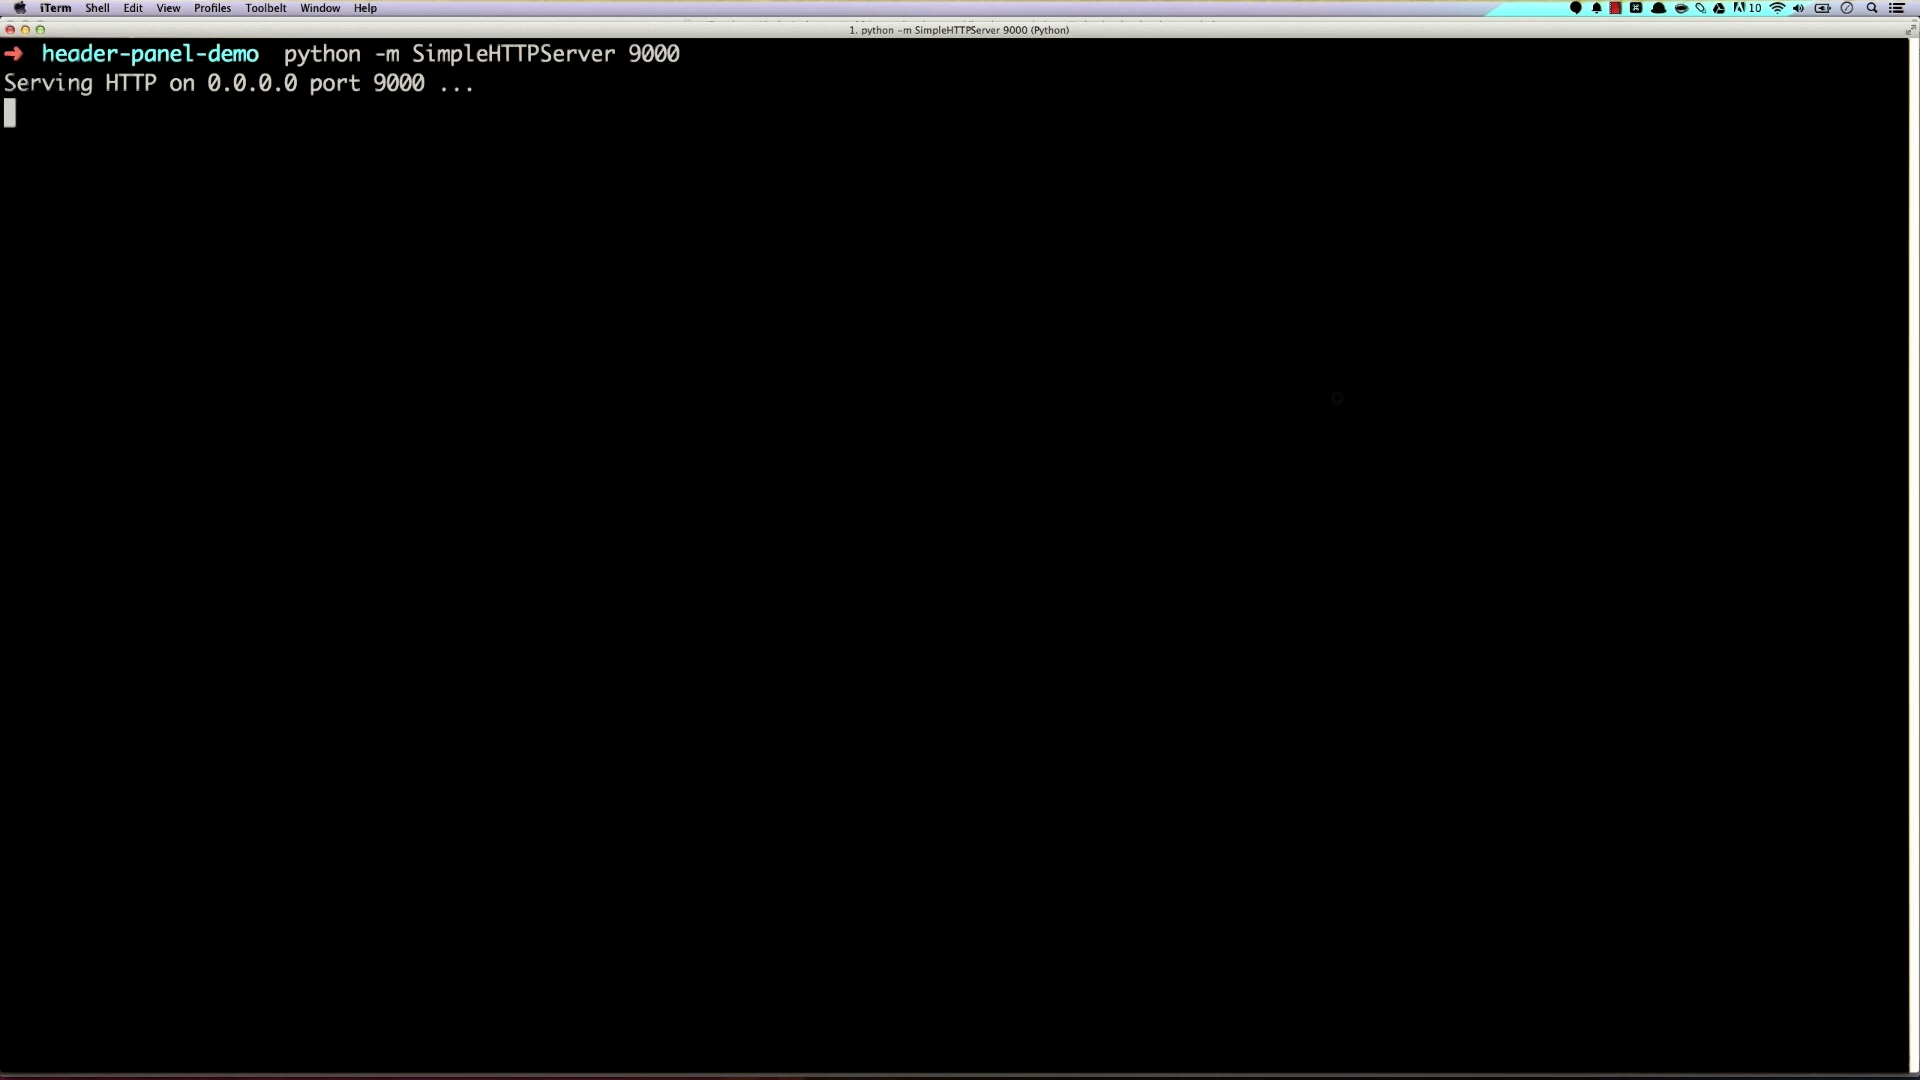 iTerm Shell Edit View Profiles Toolbelt Window Help 10
1. python -m SimpleHTTPServer 9000 (Python)
➜ header-panel-demo python -m SimpleHTTPServer 9000
Serving HTTP on 0.0.0.0 port 9000 ...